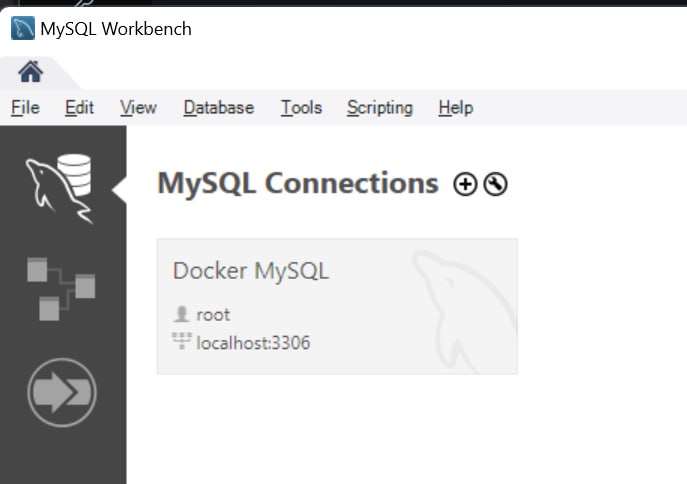 MySQL Workbench
File Edit View Database Tools Scripting Help
MySQL Connections
Docker MySQL
root
localhost:3306